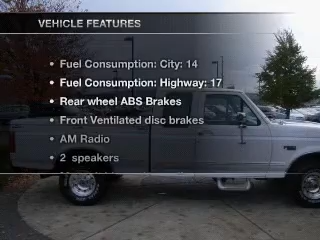 VEHICLE FEATURES
• Fuel Consumption: City: 14
• Fuel Consumption: Highway: 17
• Rear wheel ABS Brakes
• Front Ventilated disc brakes
• AM Radio
• 2 speakers